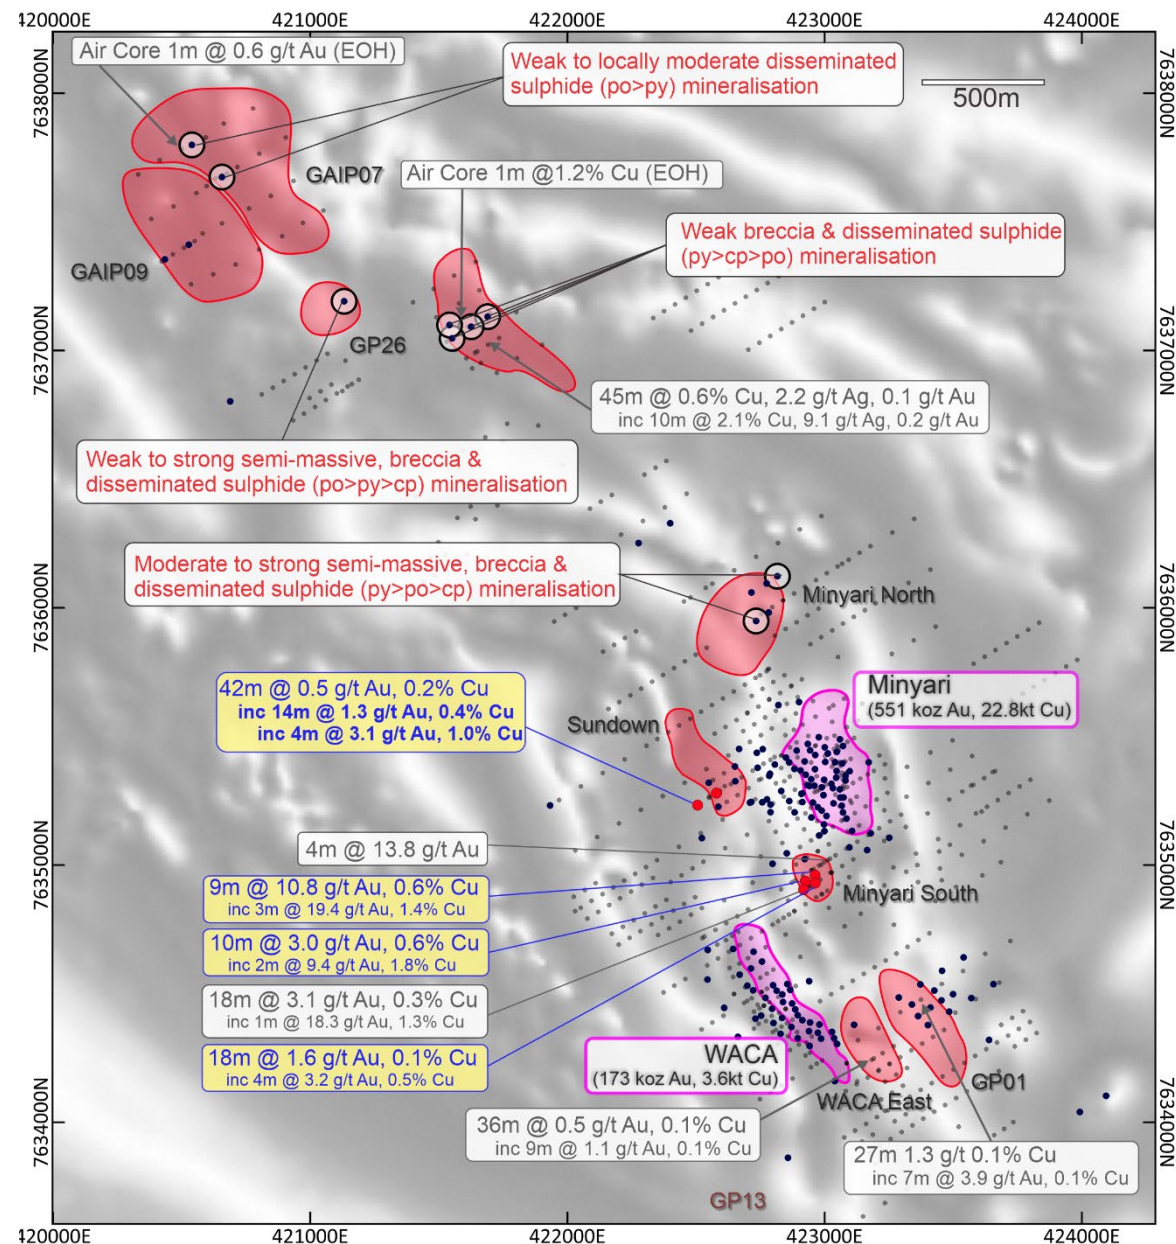 420000E
421000E
422000E
423000E
424000E
Air Core 1m @ 0.6 g/t Au (EOH)
Weak to locally moderate disseminated
sulphide (po>py) mineralisation
500m
7638000N
7638000N
GAIP07
Air Core 1m @1.2% Cu (EOH)
Weak breccia & disseminated sulphide
(py>cp>po) mineralisation
GAIP09
GP26
7637000N
7637000N
45m @ 0.6% Cu, 2.2 g/t Ag, 0.1 g/t Au
inc 10m @ 2.1% Cu, 9.1 g/t Ag, 0.2 g/t Au
Weak to strong semi-massive, breccia &
disseminated sulphide (po>py>cp) mineralisation
Moderate to strong semi-massive, breccia &
disseminated sulphide (py>po>cp) mineralisation
Minyari North
7636000N
7636000N
42m @ 0.5 g/t Au, 0.2% Cu
inc 14m @ 1.3 g/t Au, 0.4% Cu
inc 4m @ 3.1 g/t Au, 1.0% Cu
Sundown
Minyari
(551 koz Au, 22.8kt Cu)
4m @ 13.8 g/t Au
7635000N
7635000N
9m @ 10.8 g/t Au, 0.6% Cu
inc 3m @ 19.4 g/t Au, 1.4% Cu
Minyari South
10m @ 3.0 g/t Au, 0.6% Cu
inc 2m @ 9.4 g/t Au, 1.8% Cu
18m @ 3.1 g/t Au, 0.3% Cu
inc 1m @ 18.3 g/t Au, 1.3% Cu
18m @ 1.6 g/t Au, 0.1% Cu
inc 4m @ 3.2 g/t Au, 0.5% Cu
WACA
(173 koz Au, 3.6kt Cu)
WACA East
GP01
7634000N
7634000N
36m @ 0.5 g/t Au, 0.1% Cu
inc 9m @ 1.1 g/t Au, 0.1% Cu
27m 1.3 g/t 0.1% Cu
inc 7m @ 3.9 g/t Au, 0.1% Cu
GP13
420000E
421000E
422000E
423000E
424000E